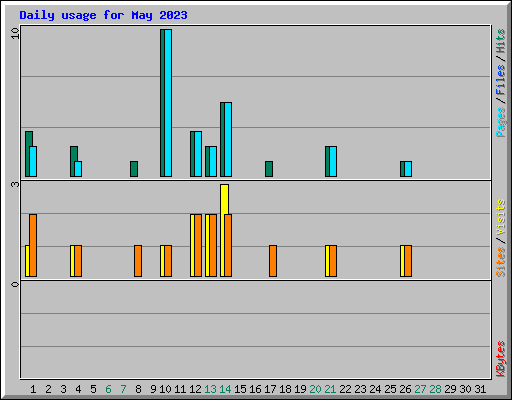 Daily usage for May 2023
10
3
0
Pages / Files / Hits
Sites / Visits
KBytes
1 2 3 4 5 6 7 8 9 10 11 12 13 14 15 16 17 18 19 20 21 22 23 24 25 26 27 28 29 30 31